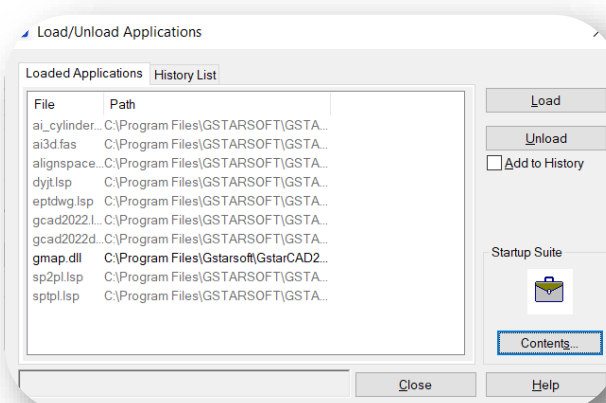 Load/Unload Applications
Loaded Applications History List
File Path
ai_cylinder... C:\Program Files\GSTARSOFT\GSTA...
ai3d.fas C:\Program Files\GSTARSOFT\GSTA...
alignspace... C:\Program Files\GSTARSOFT\GSTA...
dyjt.lsp C:\Program Files\GSTARSOFT\GSTA...
eptdwg.lsp C:\Program Files\GSTARSOFT\GSTA...
gcad2022.l... C:\Program Files\GSTARSOFT\GSTA...
gcad2022d... C:\Program Files\GSTARSOFT\GSTA...
gmap.dll C:\Program Files\Gstarsoft\GstarCAD2...
sp2pl.lsp C:\Program Files\GSTARSOFT\GSTA...
sptpl.lsp C:\Program Files\GSTARSOFT\GSTA...
Load
Unload
Add to History
Startup Suite
Contents...
Close
Help